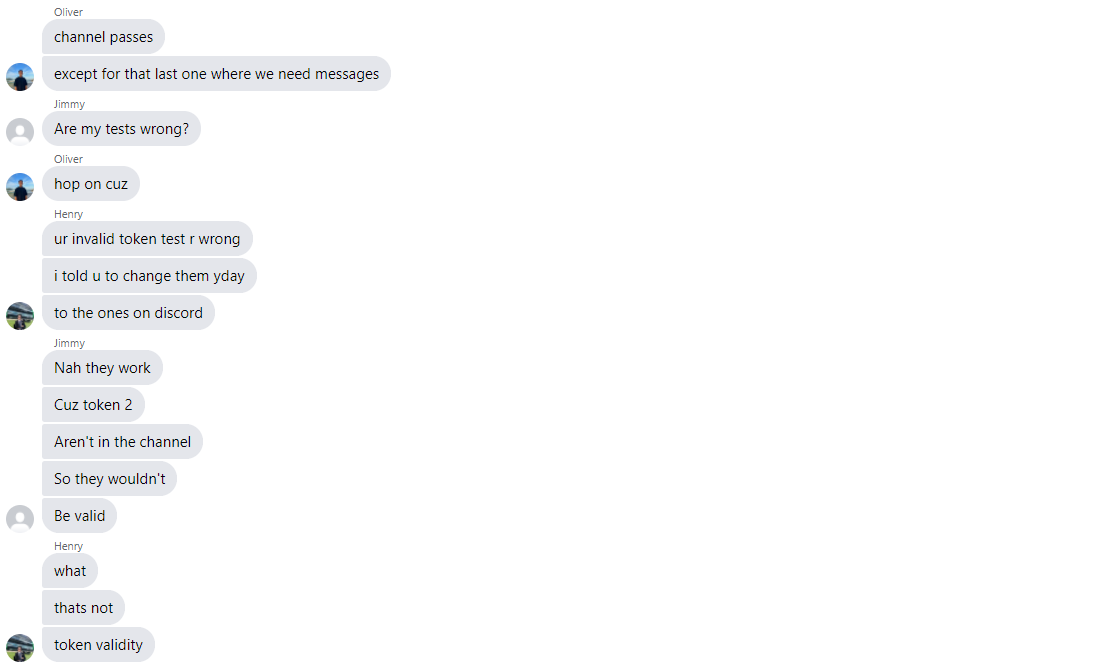 Oliver
channel passes
except for that last one where we need messages
Jimmy
Are my tests wrong?
Oliver
hop on cuz
Henry
ur invalid token test r wrong
i told u to change them yday
to the ones on discord
Jimmy
Nah they work
Cuz token 2
Aren't in the channel
So they wouldn't
Be valid
Henry
what
thats not
token validity